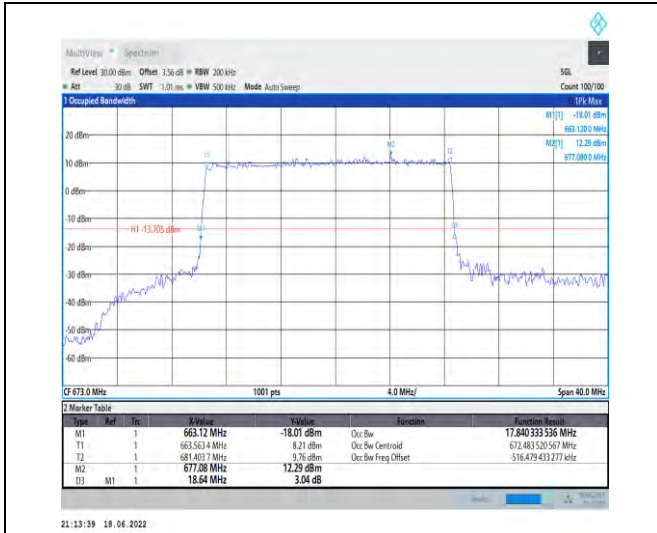 MultiView Spectrum
Ref Level 30.00 dBm Offset 3.56 dB RBW 200 kHz SGL
Att 30 dB SWT 1.01 ms VBW 500 kHz Mode Auto Sweep Count 100/100
1 Occupied Bandwidth 1Pk Max
M1[1] -18.01 dBm
663.1200 MHz
M2[1] 12.29 dBm
677.0800 MHz
20 dBm
M2
T1 T2
10 dBm
0 dBm
-10 dBm
H1 -13.705 dBm M1 D3
-20 dBm
-30 dBm
-40 dBm
-50 dBm
-60 dBm
CF 673.0 MHz 1001 pts 4.0 MHz/ Span 40.0 MHz
2 Marker Table
Type Ref Trc X-Value Y-Value Function Function Result
M1 1 663.12 MHz -18.01 dBm Occ Bw 17.840 333 536 MHz
T1 1 663.563 4 MHz 8.21 dBm Occ Bw Centroid 672.483 520 567 MHz
T2 1 681.403 7 MHz 9.76 dBm Occ Bw Freq Offset -516.479 433 277 kHz
M2 1 677.08 MHz 12.29 dBm
D3 M1 1 18.64 MHz 3.04 dB
21:13:39 18.06.2022